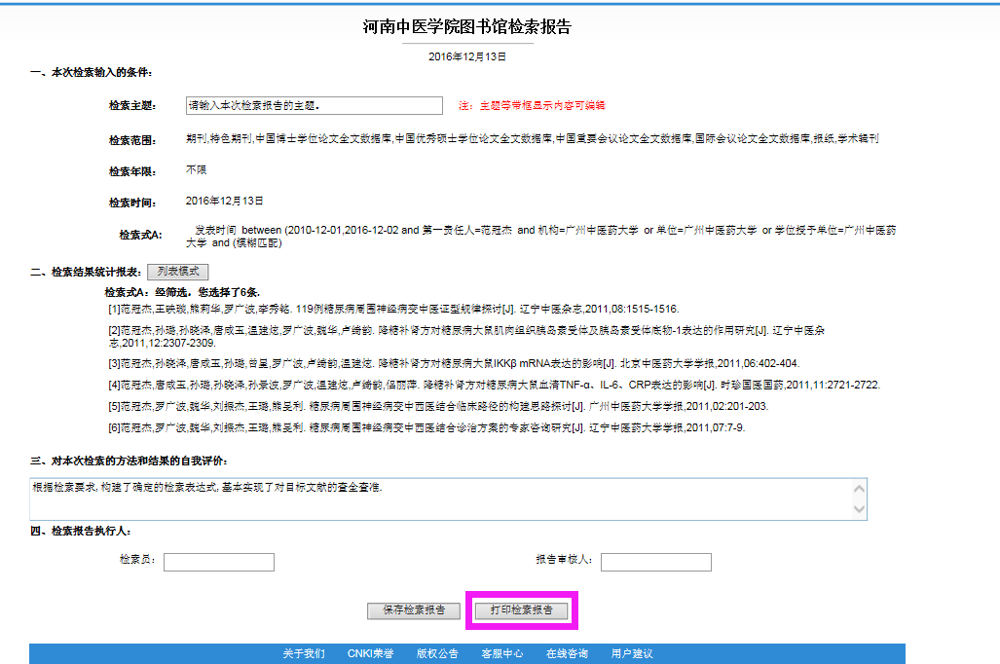 河南中医学院图书馆检索报告
2016年12月13日
一、本次检索输入的条件:
检索主题: 请输入本次检索报告的主题。 注：主题等带框显示内容可编辑
检索范围: 期刊,特色期刊,中国博士学位论文全文数据库,中国优秀硕士学位论文全文数据库,中国重要会议论文全文数据库,国际会议论文全文数据库,报纸,学术辑刊
检索年限: 不限
检索时间: 2016年12月13日
检索式A: 发表时间 between (2010-12-01,2016-12-02 and 第一责任人=范冠杰 and 机构=广州中医药大学 or 单位=广州中医药大学 or 学位授予单位=广州中医药
大学 and (模糊匹配)
二、检索结果统计报表: 列表模式
检索式A: 经筛选，您选择了6条.
[1]范冠杰,王映璇,熊莉华,罗广波,李秀铭. 119例糖尿病周围神经病变中医证型规律探讨[J]. 辽宁中医杂志,2011,08:1515-1516.
[2]范冠杰,孙璐,孙晓泽,唐咸玉,温建炫,罗广波,魏华,卢绮韵. 降糖补肾方对糖尿病大鼠肌肉组织胰岛素受体及胰岛素受体底物-1表达的作用研究[J]. 辽宁中医杂
志,2011,12:2307-2309.
[3]范冠杰,孙晓泽,唐咸玉,孙璐,曾星,罗广波,卢绮韵,温建炫. 降糖补肾方对糖尿病大鼠IKKβ mRNA表达的影响[J]. 北京中医药大学学报,2011,06:402-404.
[4]范冠杰,唐咸玉,孙璐,孙晓泽,孙景波,罗广波,温建炫,卢绮韵,侣丽萍. 降糖补肾方对糖尿病大鼠血清TNF-α、IL-6、CRP表达的影响[J]. 时珍国医国药,2011,11:2721-2722.
[5]范冠杰,罗广波,魏华,刘振杰,王璐,熊吴利. 糖尿病周围神经病变中西医结合临床路径的构建思路探讨[J]. 广州中医药大学学报,2011,02:201-203.
[6]范冠杰,罗广波,魏华,刘振杰,王璐,熊吴利. 糖尿病周围神经病变中西医结合诊治方案的专家咨询研究[J]. 辽宁中医药大学学报,2011,07:7-9.
三、对本次检索的方法和结果的自我评价:
根据检索要求, 构建了确定的检索表达式, 基本实现了对目标文献的查全查准.
四、检索报告执行人:
检索员: 报告审核人:
保存检索报告 打印检索报告
关于我们 CNKI荣誉 版权公告 客服中心 在线咨询 用户建议